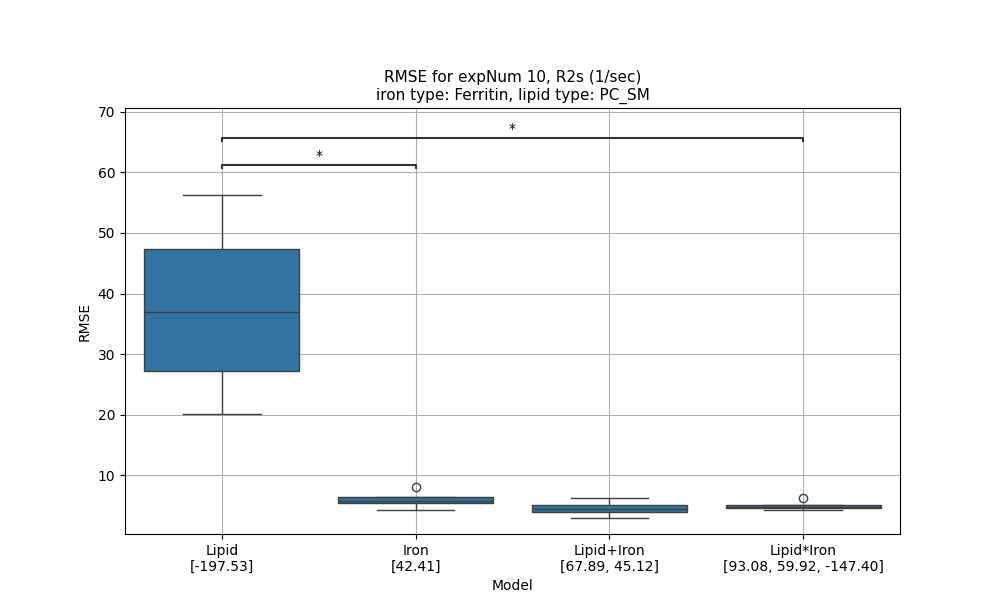 RMSE for expNum 10, R2s (1/sec)
iron type: Ferritin, lipid type: PC_SM
70
60
50
40
30
20
10
RMSE
*
*
Lipid
[-197.53]
Iron
[42.41]
Lipid+Iron
[67.89, 45.12]
Lipid*Iron
[93.08, 59.92, -147.40]
Model